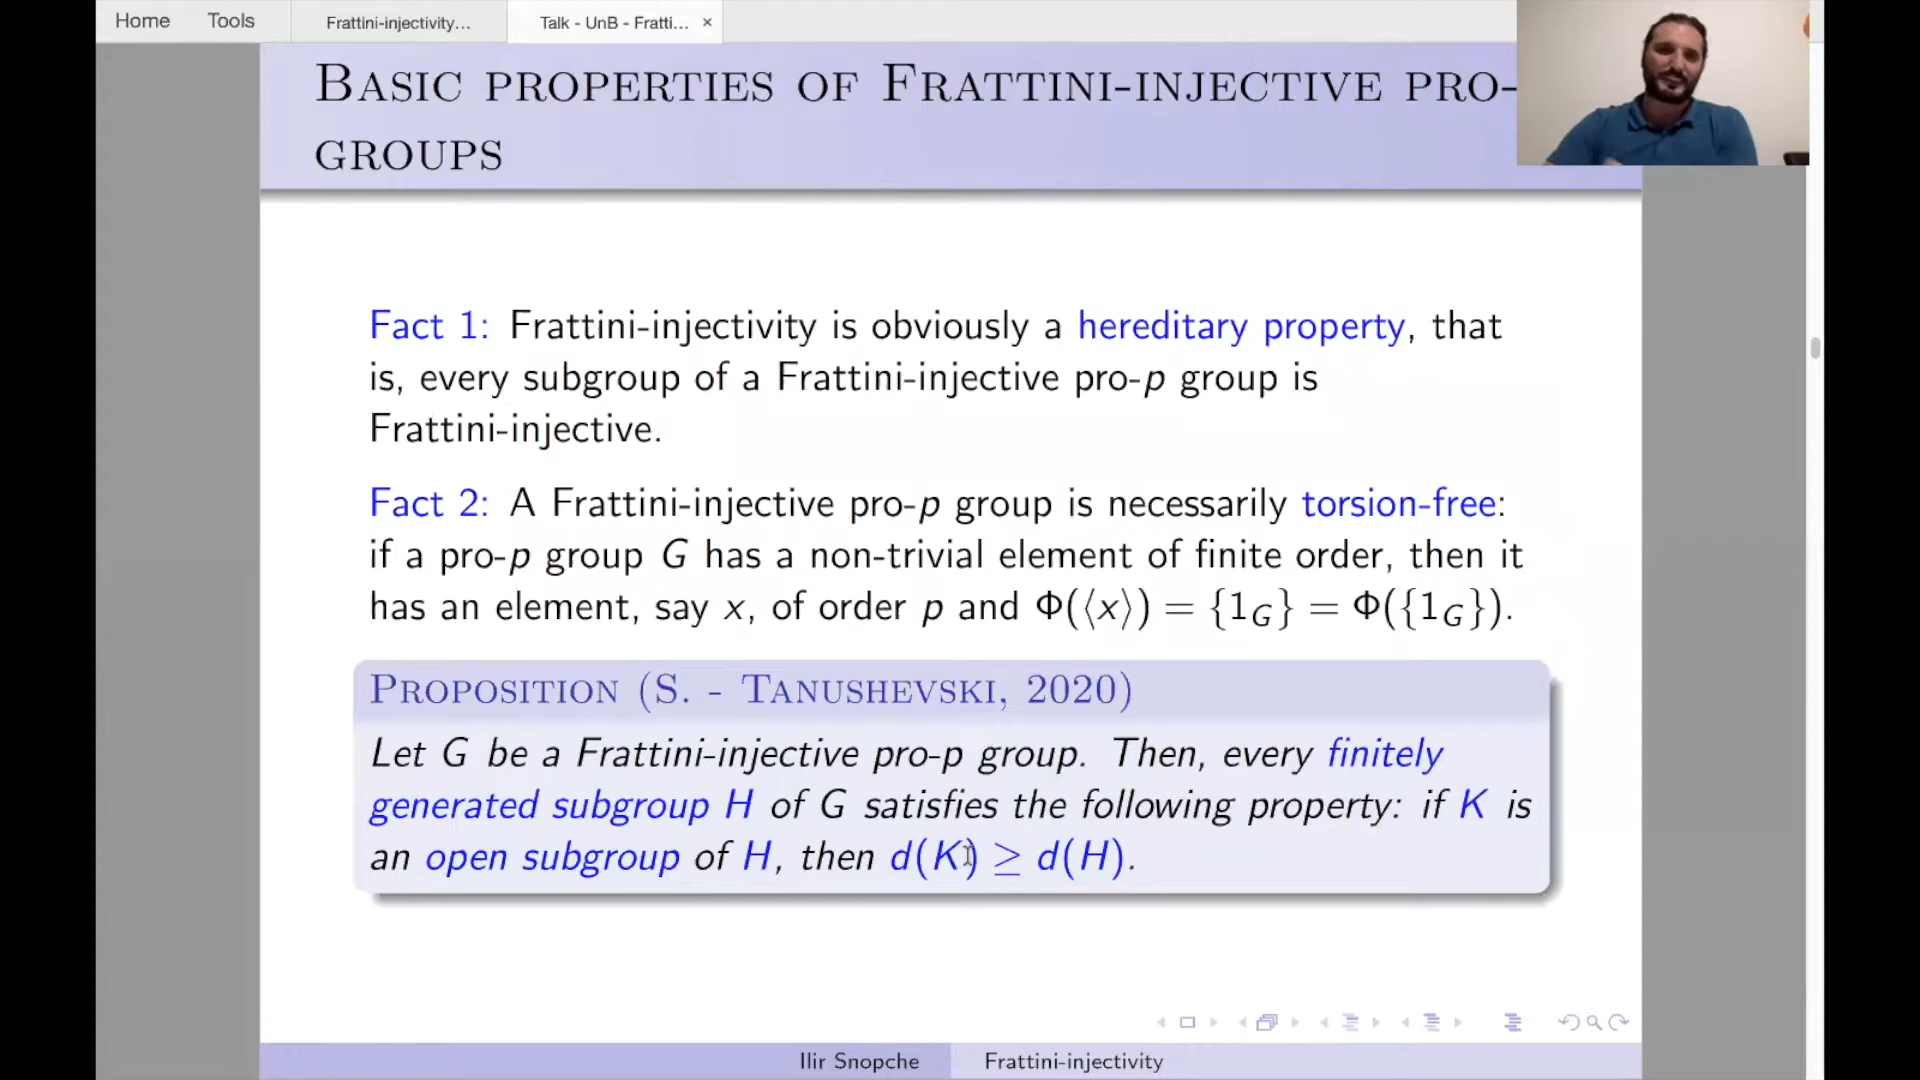 Home Tools Frattini-injectivity... Talk - UnB - Fratti... ×
BASIC PROPERTIES OF FRATTINI-INJECTIVE PRO-
GROUPS
Fact 1: Frattini-injectivity is obviously a hereditary property, that
is, every subgroup of a Frattini-injective pro-p group is
Frattini-injective.
Fact 2: A Frattini-injective pro-p group is necessarily torsion-free:
if a pro-p group G has a non-trivial element of finite order, then it
has an element, say x, of order p and Φ(⟨x⟩) = {1_G} = Φ({1_G}).
PROPOSITION (S. - TANUSHEVSKI, 2020)
Let G be a Frattini-injective pro-p group. Then, every finitely
generated subgroup H of G satisfies the following property: if K is
an open subgroup of H, then d(K) ≥ d(H).
Ilir Snopche Frattini-injectivity